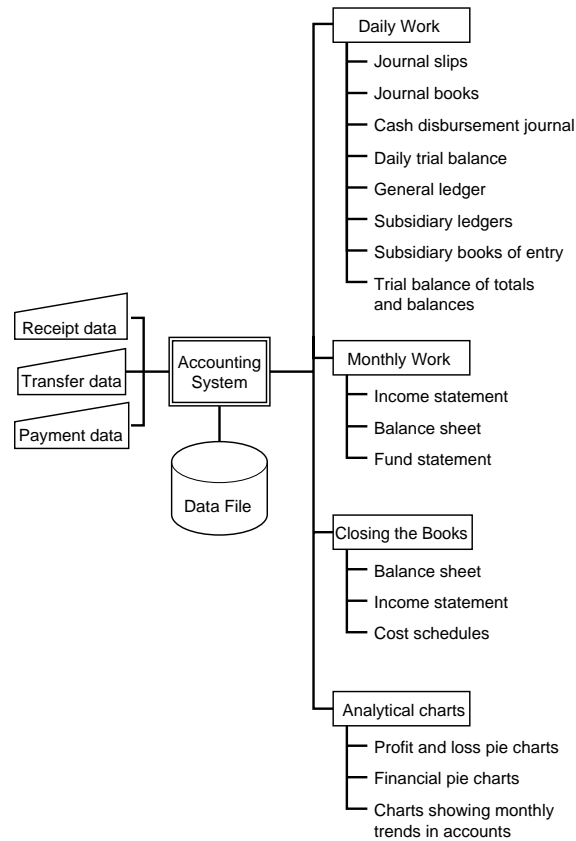 Daily Work
Journal slips
Journal books
Cash disbursement journal
Daily trial balance
General ledger
Subsidiary ledgers
Subsidiary books of entry
Trial balance of totals
and balances
Receipt data
Transfer data
Payment data
Accounting
System
Data File
Monthly Work
Income statement
Balance sheet
Fund statement
Closing the Books
Balance sheet
Income statement
Cost schedules
Analytical charts
Profit and loss pie charts
Financial pie charts
Charts showing monthly
trends in accounts